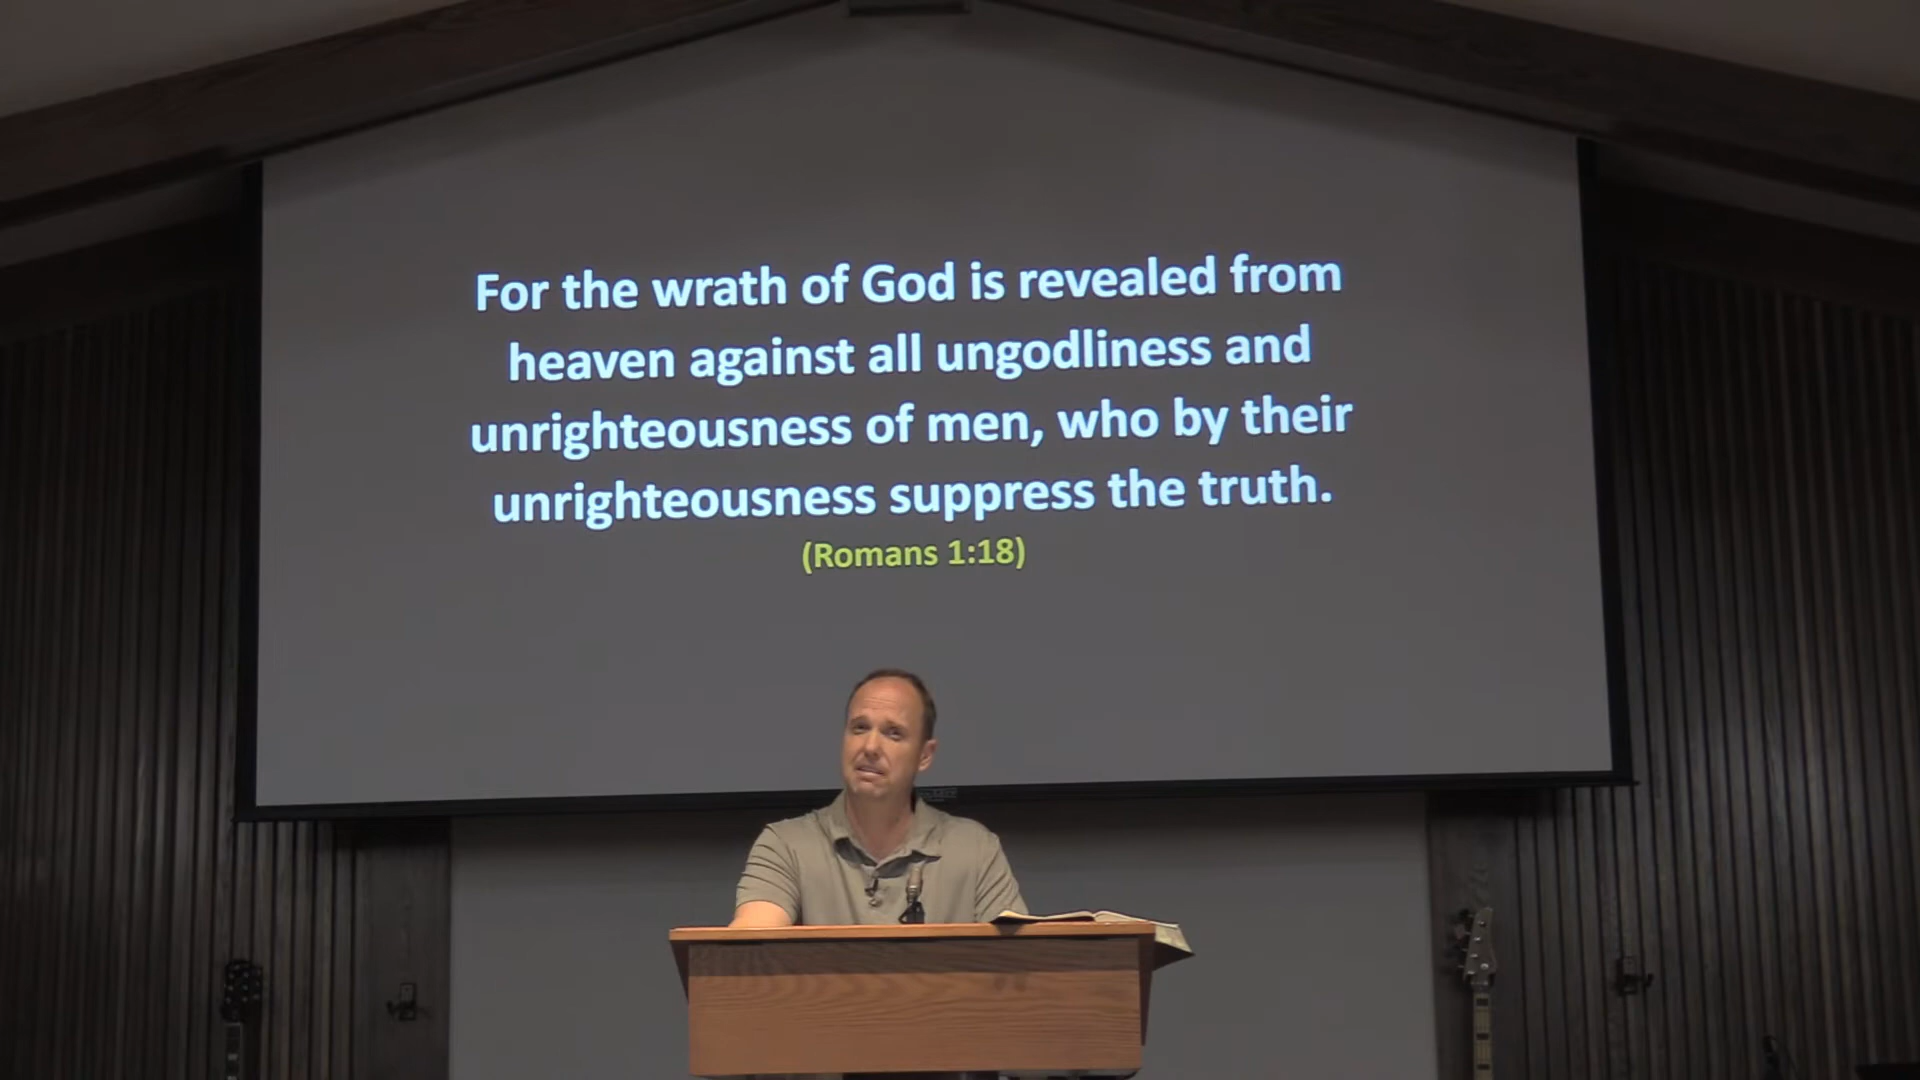 For the wrath of God is revealed from
heaven against all ungodliness and
unrighteousness of men, who by their
unrighteousness suppress the truth.
(Romans 1:18)